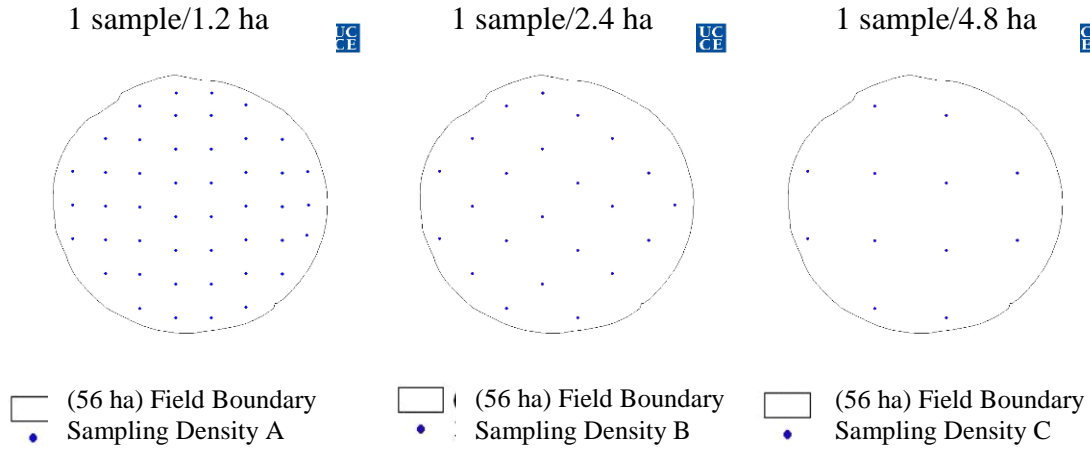 1 sample/1.2 ha
UC
CE
1 sample/2.4 ha
UC
CE
1 sample/4.8 ha
(56 ha) Field Boundary
Sampling Density A
(56 ha) Field Boundary
Sampling Density B
(56 ha) Field Boundary
Sampling Density C